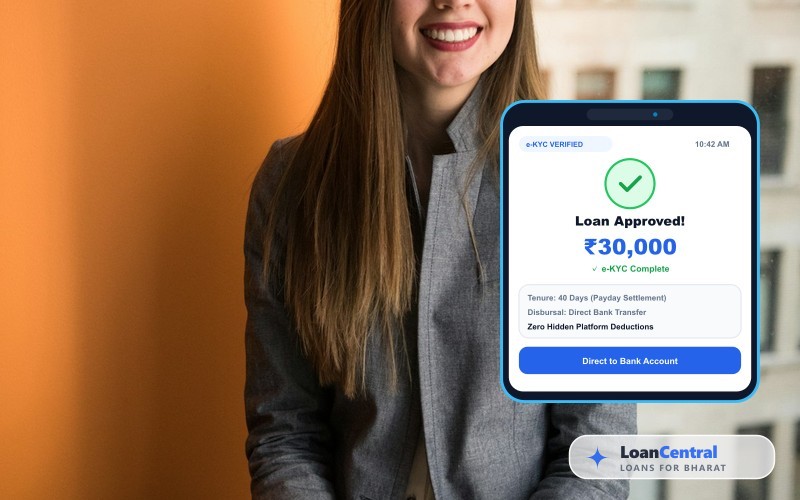 e-KYC VERIFIED
10:42 AM
Loan Approved!
₹30,000
✓ e-KYC Complete
Tenure: 40 Days (Payday Settlement)
Disbursal: Direct Bank Transfer
Zero Hidden Platform Deductions
Direct to Bank Account
LoanCentral
LOANS FOR BHARAT